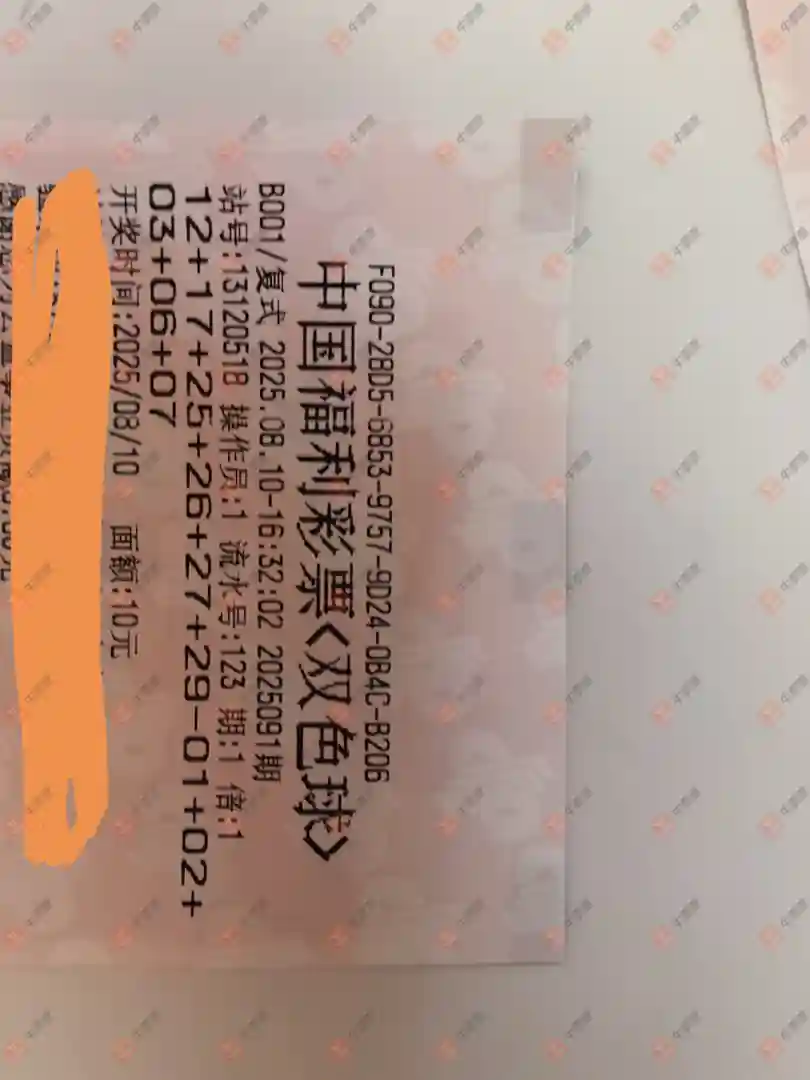 F090-28D5-6853-9757-9D24-0B4C-B206
中国福利彩票<双色球>
B001/复式 2025.08.10-16:32:02 2025091期
站号:13120518 操作员:1 流水号:123 期:1 倍:1
12+17+25+26+27+29-01+02+
03+06+07
开奖时间:2025/08/10 面额:10元